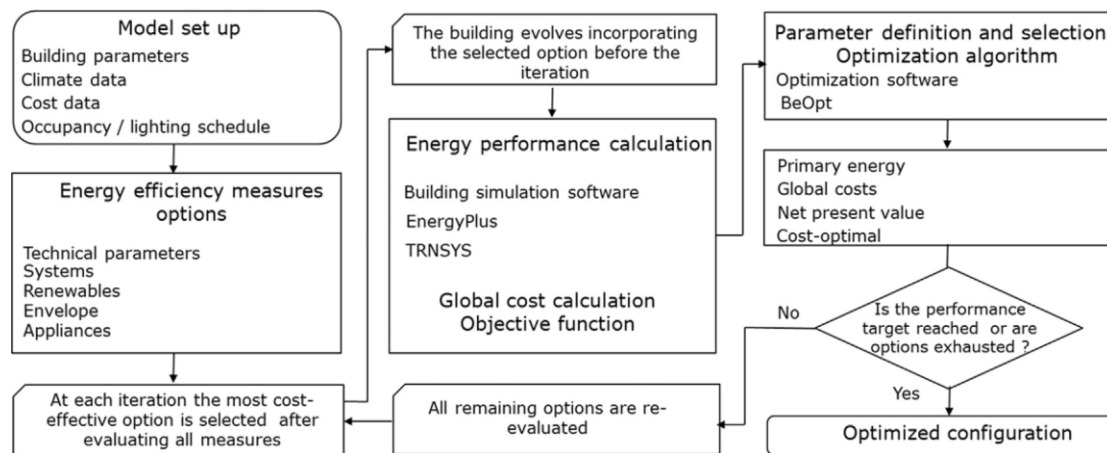 Model set up
Building parameters
Climate data
Cost data
Occupancy / lighting schedule
Energy efficiency measures
options
Technical parameters
Systems
Renewables
Envelope
Appliances
At each iteration the most cost-
effective option is selected after
evaluating all measures
The building evolves incorporating
the selected option before the
iteration
Energy performance calculation
Building simulation software
EnergyPlus
TRNSYS
Global cost calculation
Objective function
Parameter definition and selection
Optimization algorithm
Optimization software
BeOpt
Primary energy
Global costs
Net present value
Cost-optimal
Is the performance
target reached or are
options exhausted ?
No
Yes
All remaining options are re-
evaluated
Optimized configuration